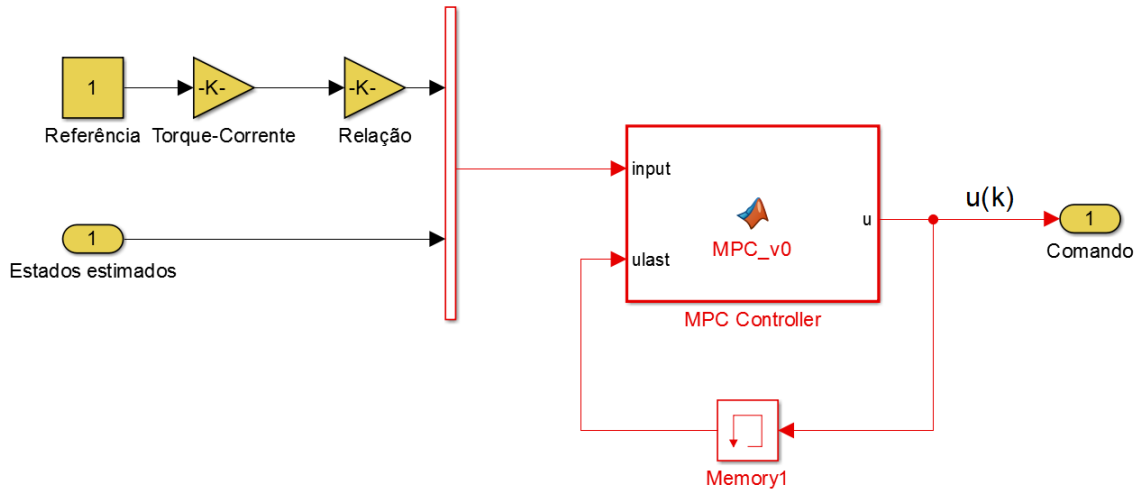 1
Referência
-K-
Torque-Corrente
-K-
Relação
1
Estados estimados
input
ulast
MPC_v0
u
MPC Controller
u(k)
1
Comando
Memory1